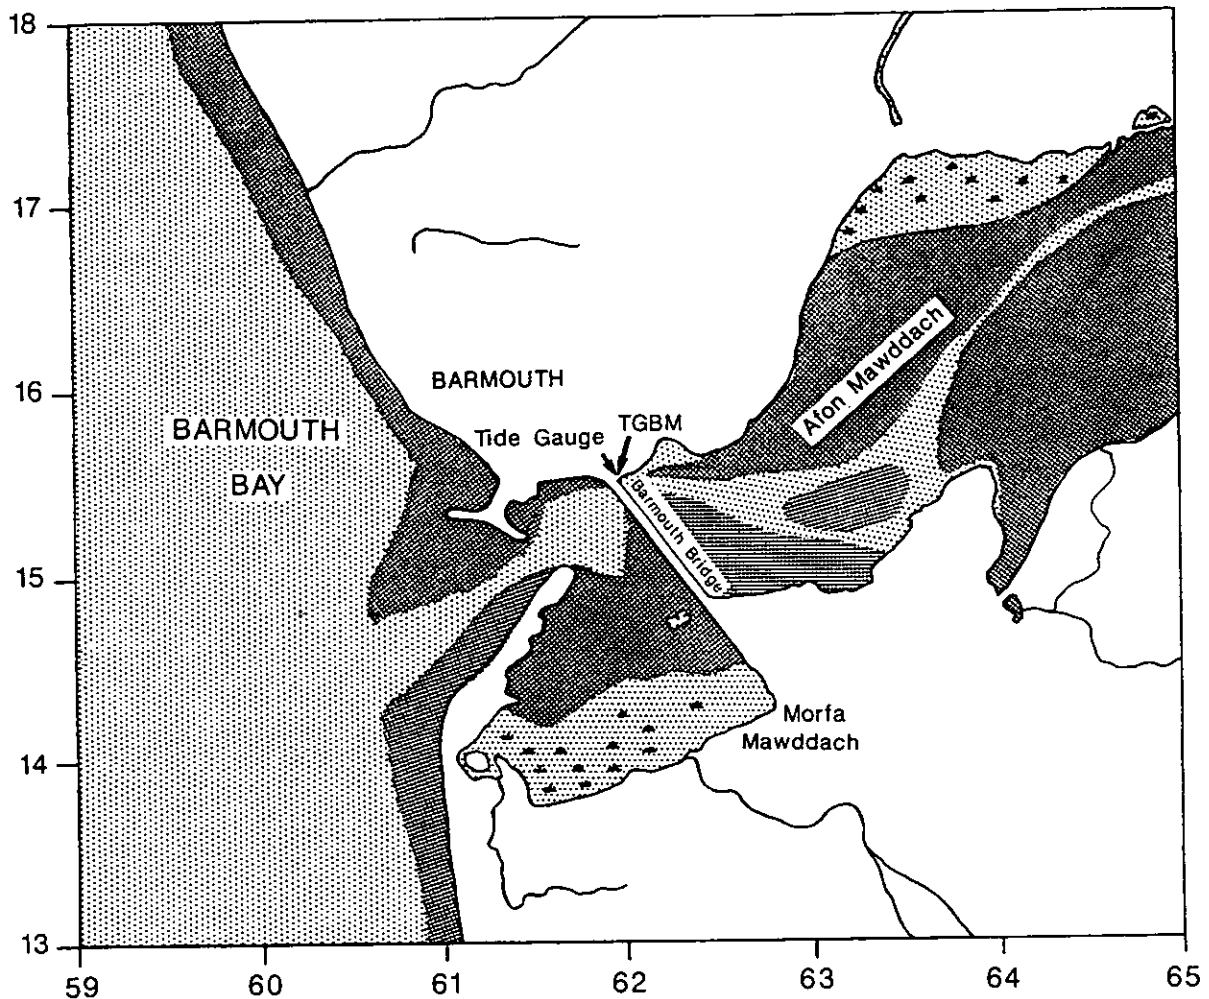 18
17
16
15
14
13
59
60
61
62
63
64
65
BARMOUTH
BAY
BARMOUTH
Tide Gauge
TGBM
Barmouth Bridge
Afon Mawddach
Morfa
Mawddach